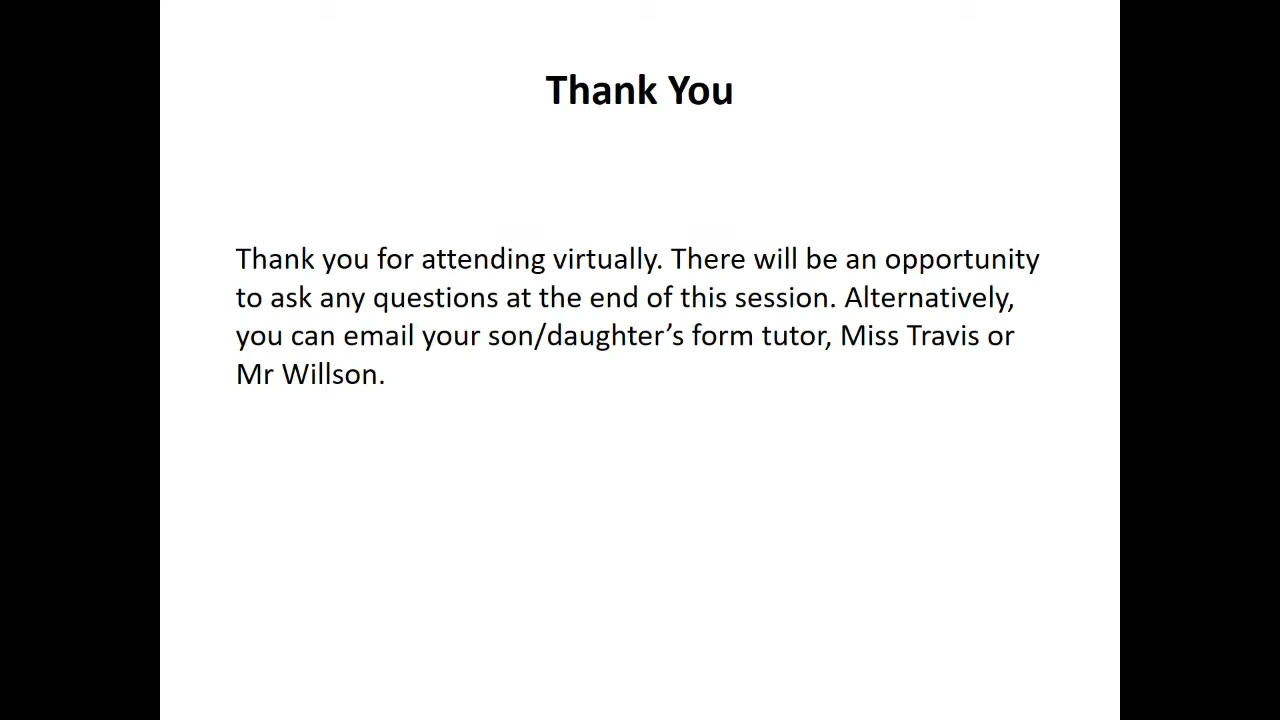 Thank You
Thank you for attending virtually. There will be an opportunity
to ask any questions at the end of this session. Alternatively,
you can email your son/daughter’s form tutor, Miss Travis or
Mr Willson.